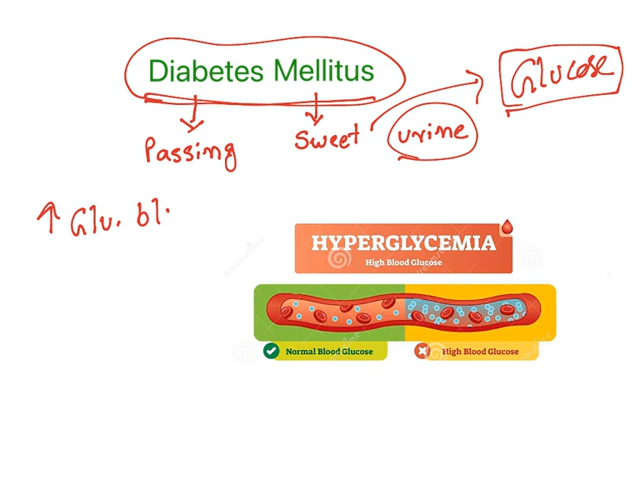 Diabetes Mellitus
Glucose
Passing
Sweet
urine
↑ Glu. bl.
HYPERGLYCEMIA
High Blood Glucose
Normal Blood Glucose
High Blood Glucose